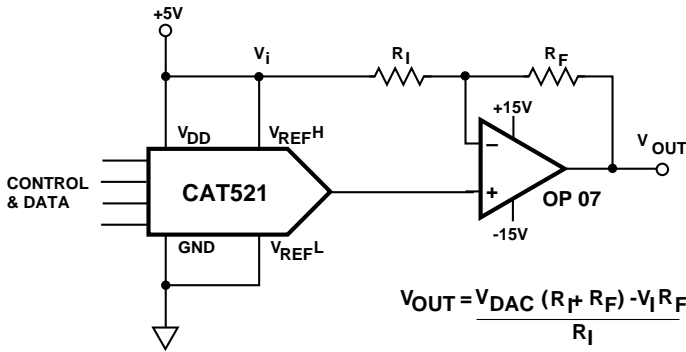 +5V
Vi
RI
RF
+15V
VDD
VREFH
VOUT
–
CONTROL
& DATA
CAT521
+
OP 07
GND
VREFL
-15V
VOUT = VDAC (RI+ RF) -VI RF
RI